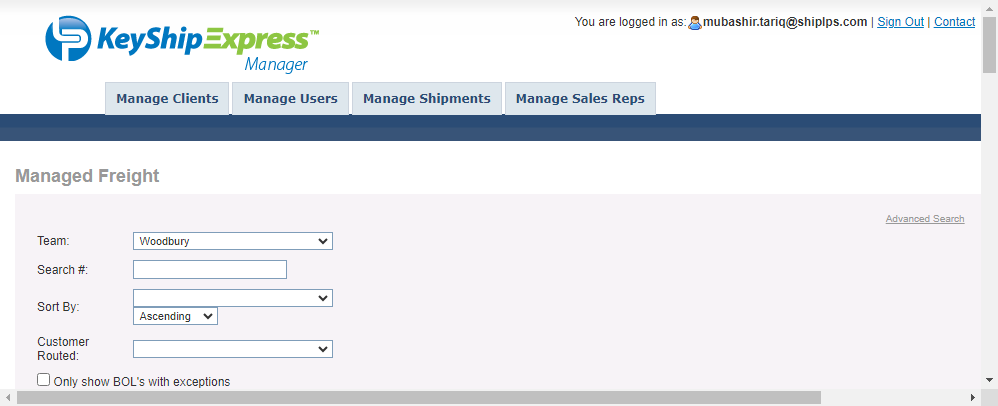 You are logged in as: mubashir.tariq@shiplps.com | Sign Out | Contact
KeyShipExpress™
Manager
Manage Clients Manage Users Manage Shipments Manage Sales Reps
Managed Freight
Advanced Search
Team: Woodbury
Search #:
Sort By:
Ascending
Customer
Routed:
Only show BOL's with exceptions